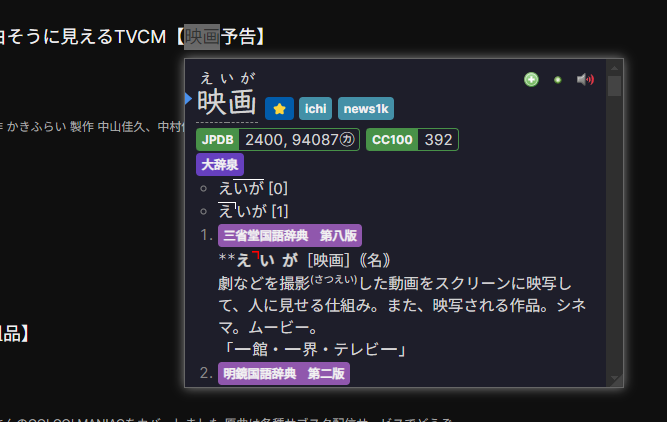 白そうに見えるTVCM【映画予告】
えいが
映画 ⭐ ichi news1k
作 かきふらい 製作 中山佳久、中村
JPDB 2400, 94087㋕ CC100 392
大辞泉
えいが [0]
えいが [1]
1. 三省堂国語辞典 第八版
**えꜜい が［映画］《名》
劇などを撮影(さつえい)した動画をスクリーンに映写し
て、人に見せる仕組み。また、映写される作品。シネ
マ。ムービー。
「━館・━界・テレビ━」
品】
2. 明鏡国語辞典 第二版